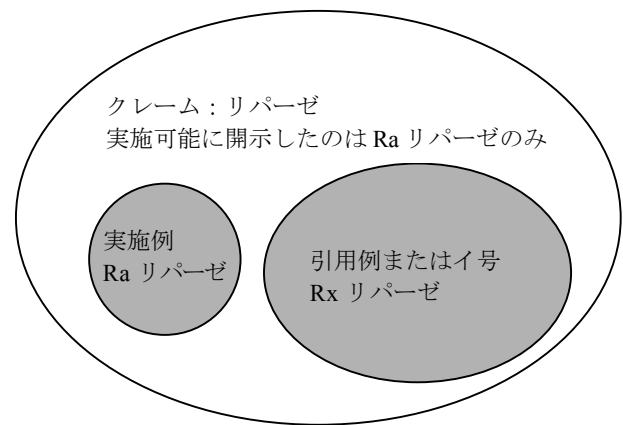 クレーム：リパーゼ
実施可能に開示したのは Ra リパーゼのみ
実施例
Ra リパーゼ
引用例またはイ号
Rx リパーゼ